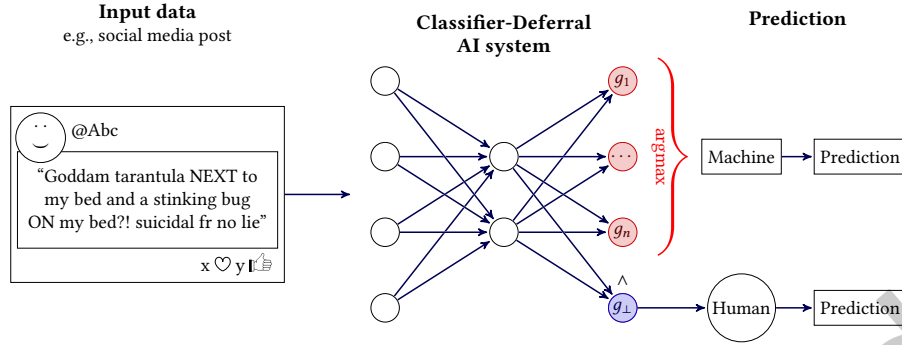 Input data
e.g., social media post
@Abc
“Goddam tarantula NEXT to
my bed and a stinking bug
ON my bed?! suicidal fr no lie”
x ♡ y
Classifier-Deferral
AI system
g₁
···
gₙ
^
g⊥
argmax
Prediction
Machine
Prediction
Human
Prediction